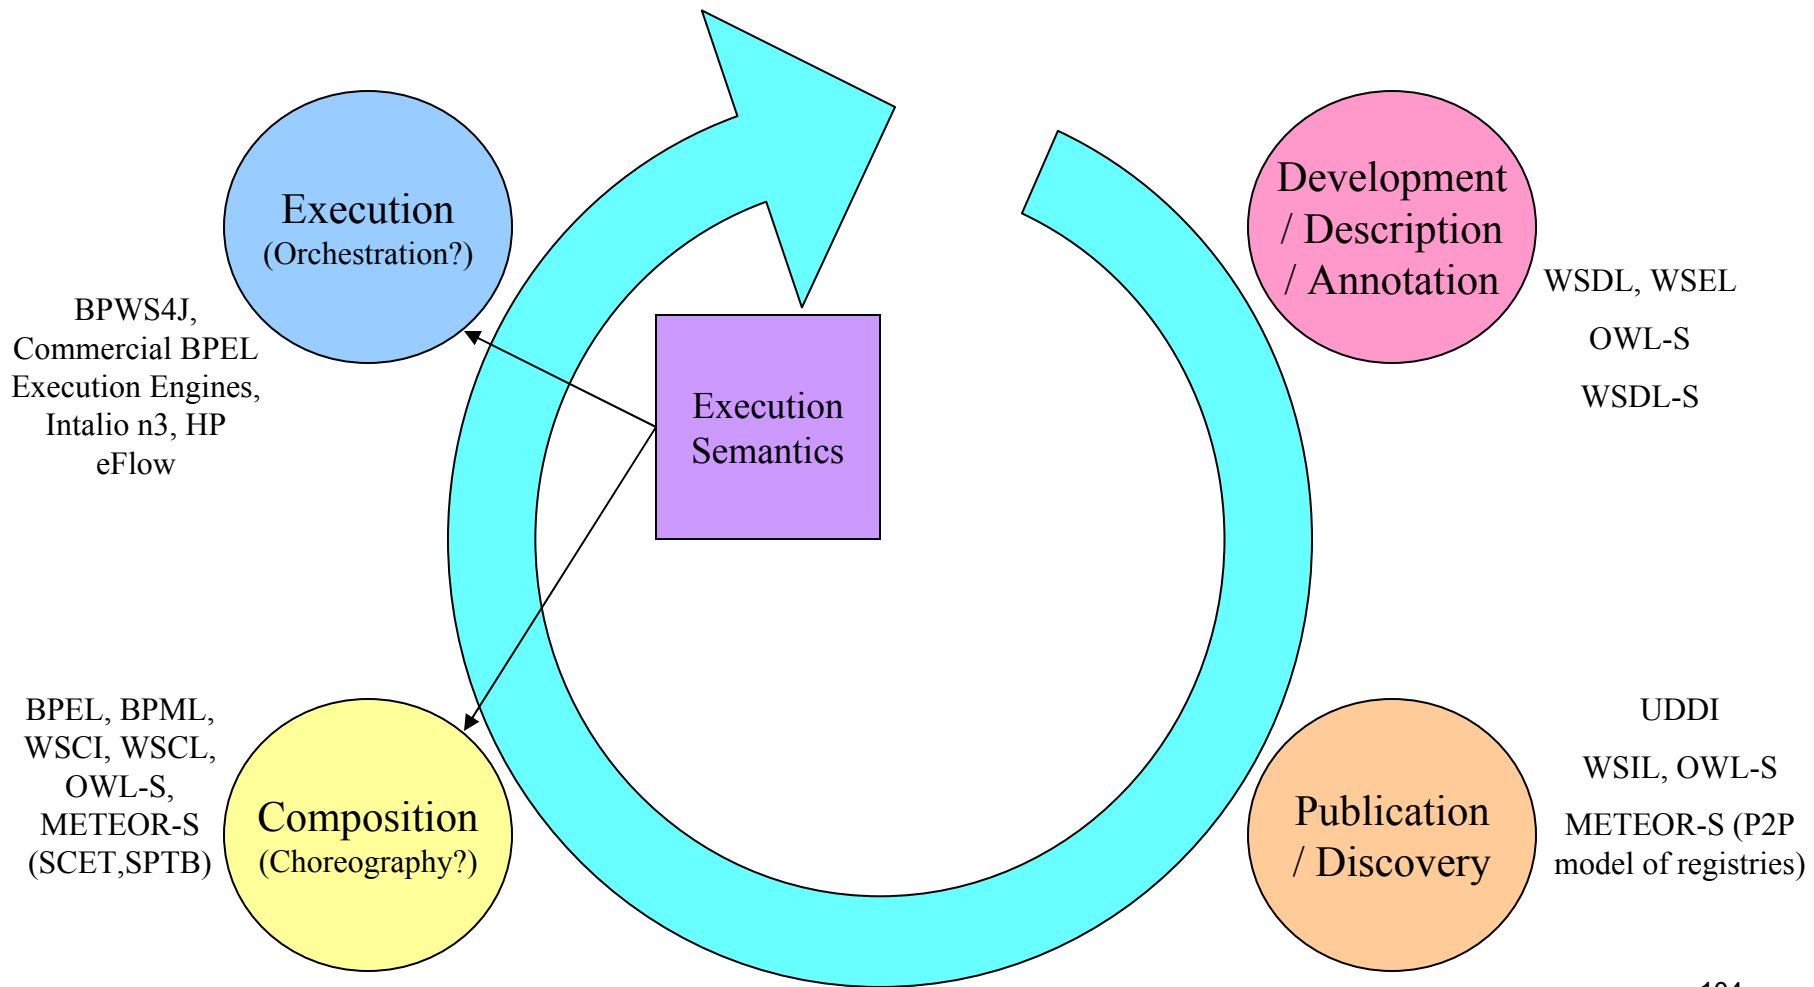 Execution
(Orchestration?)
BPWS4J,
Commercial BPEL
Execution Engines,
Intalio n3, HP
eFlow
Execution
Semantics
Development
/ Description
/ Annotation
WSDL, WSEL
OWL-S
WSDL-S
BPEL, BPML,
WSCI, WSCL,
OWL-S,
METEOR-S
(SCET,SPTB)
Composition
(Choreography?)
Publication
/ Discovery
UDDI
WSIL, OWL-S
METEOR-S (P2P
model of registries)